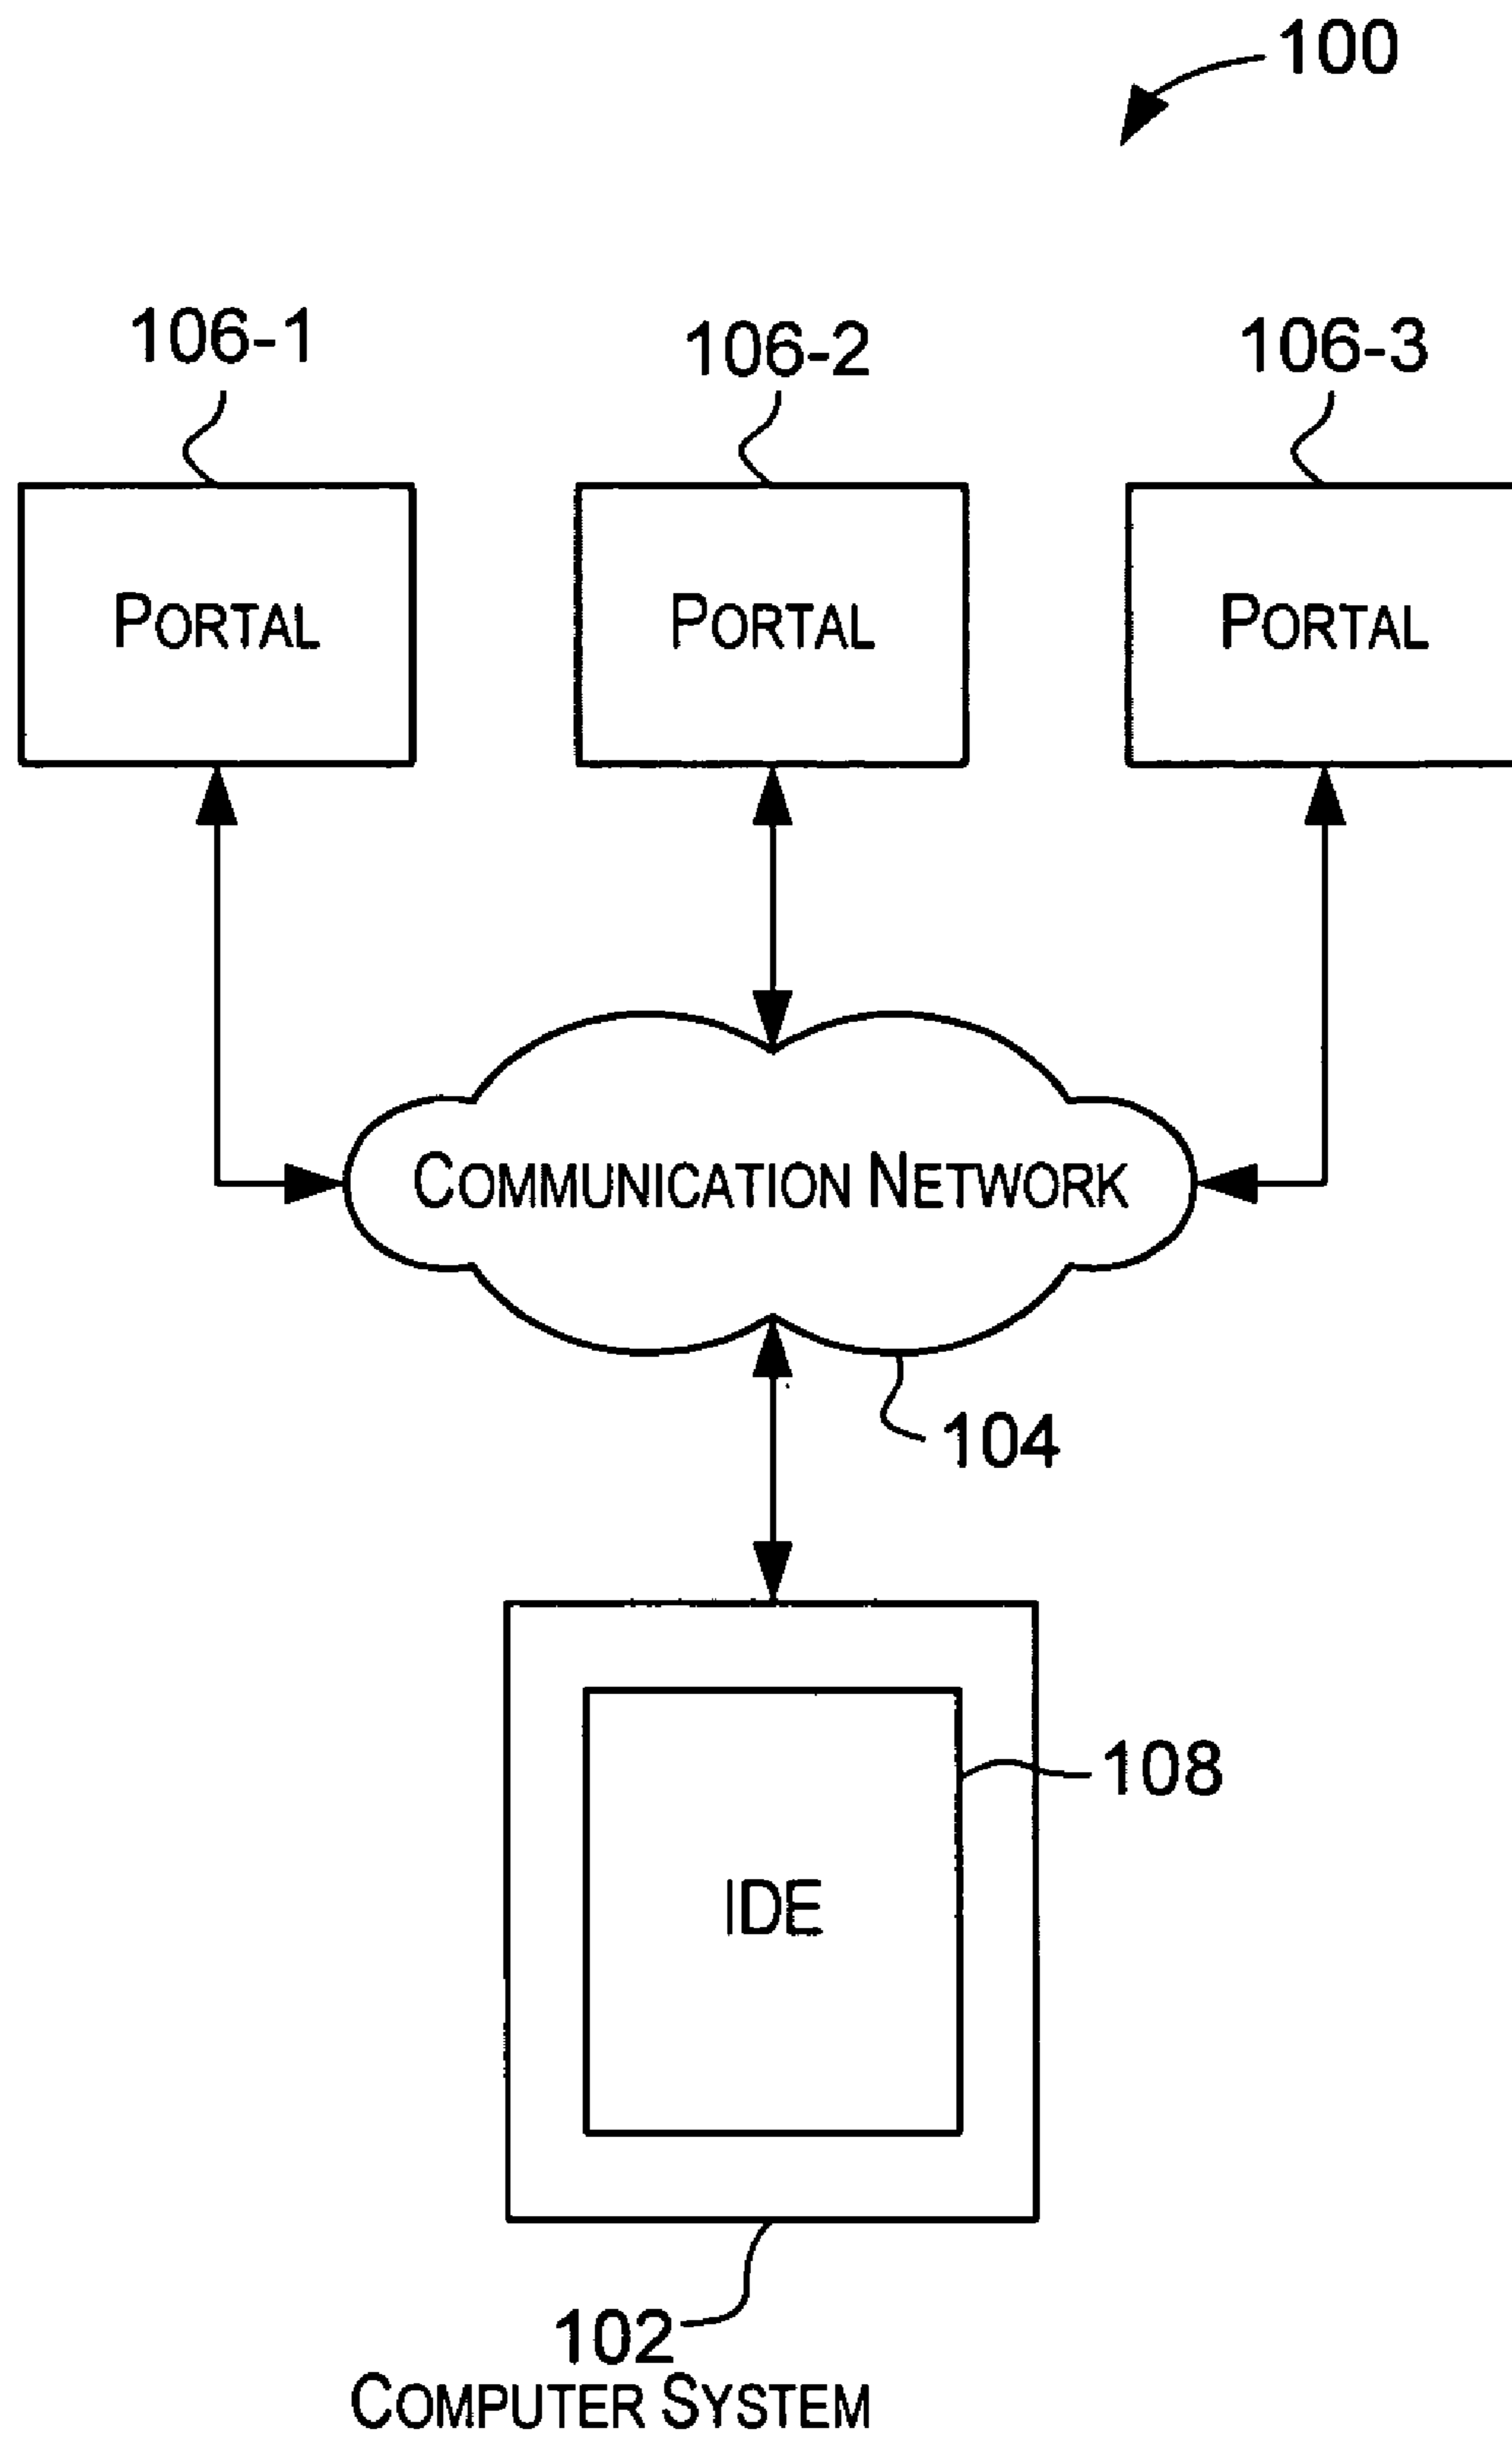 100
106-1
106-2
106-3
PORTAL
PORTAL
PORTAL
COMMUNICATION NETWORK
104
108
IDE
102
COMPUTER SYSTEM